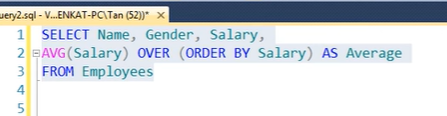 uery2.sql - V...ENKAT-PC\Tan (52))* ×
1 SELECT Name, Gender, Salary,
2 AVG(Salary) OVER (ORDER BY Salary) AS Average
3 FROM Employees
4
5